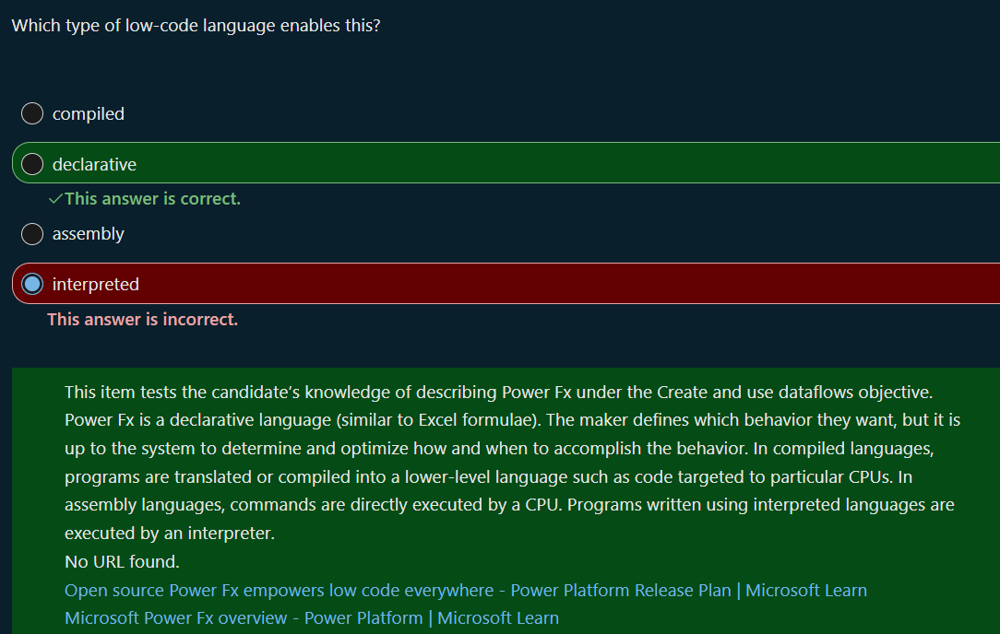 Which type of low-code language enables this?
compiled
declarative
✓This answer is correct.
assembly
interpreted
This answer is incorrect.
This item tests the candidate’s knowledge of describing Power Fx under the Create and use dataflows objective.
Power Fx is a declarative language (similar to Excel formulae). The maker defines which behavior they want, but it is
up to the system to determine and optimize how and when to accomplish the behavior. In compiled languages,
programs are translated or compiled into a lower-level language such as code targeted to particular CPUs. In
assembly languages, commands are directly executed by a CPU. Programs written using interpreted languages are
executed by an interpreter.
No URL found.
Open source Power Fx empowers low code everywhere - Power Platform Release Plan | Microsoft Learn
Microsoft Power Fx overview - Power Platform | Microsoft Learn